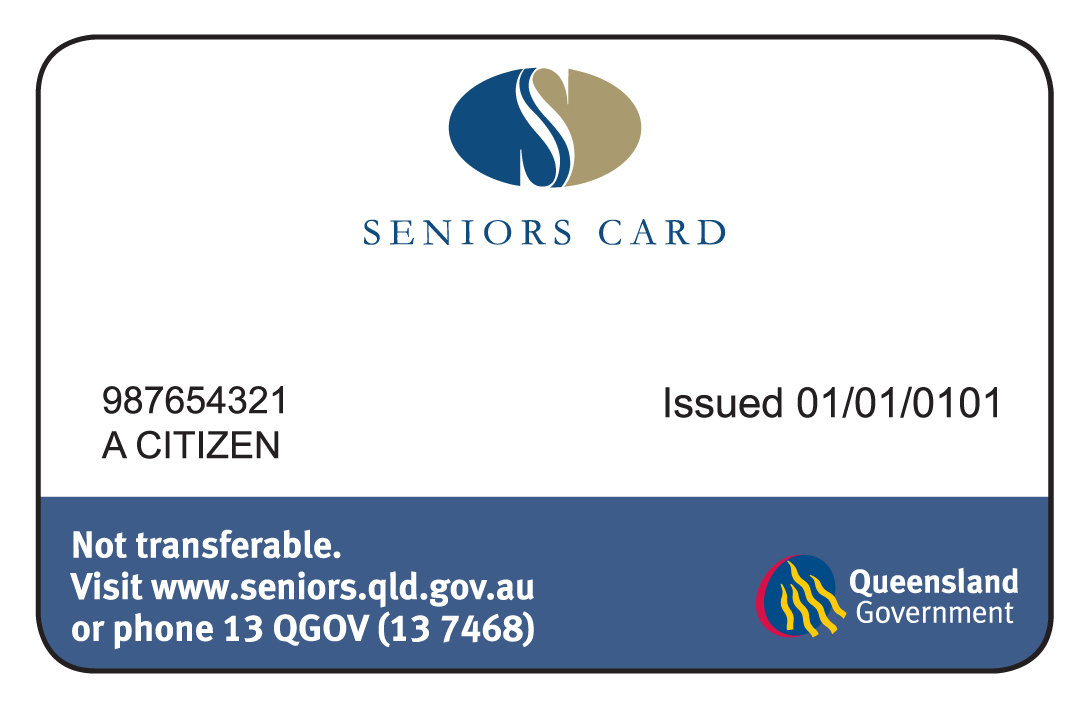 SENIORS CARD
987654321
Issued 01/01/0101
A CITIZEN
Not transferable.
Visit www.seniors.qld.gov.au
or phone 13 QGOV (13 7468)
Queensland
Government